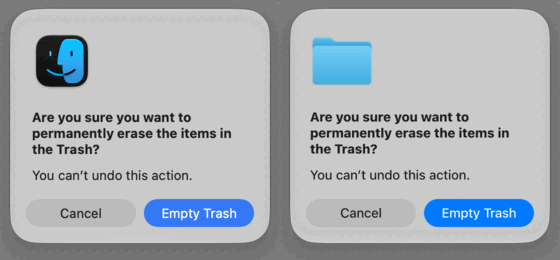 Are you sure you want to
permanently erase the items in
the Trash?
You can’t undo this action.
Cancel
Empty Trash
Are you sure you want to
permanently erase the items in
the Trash?
You can’t undo this action.
Cancel
Empty Trash